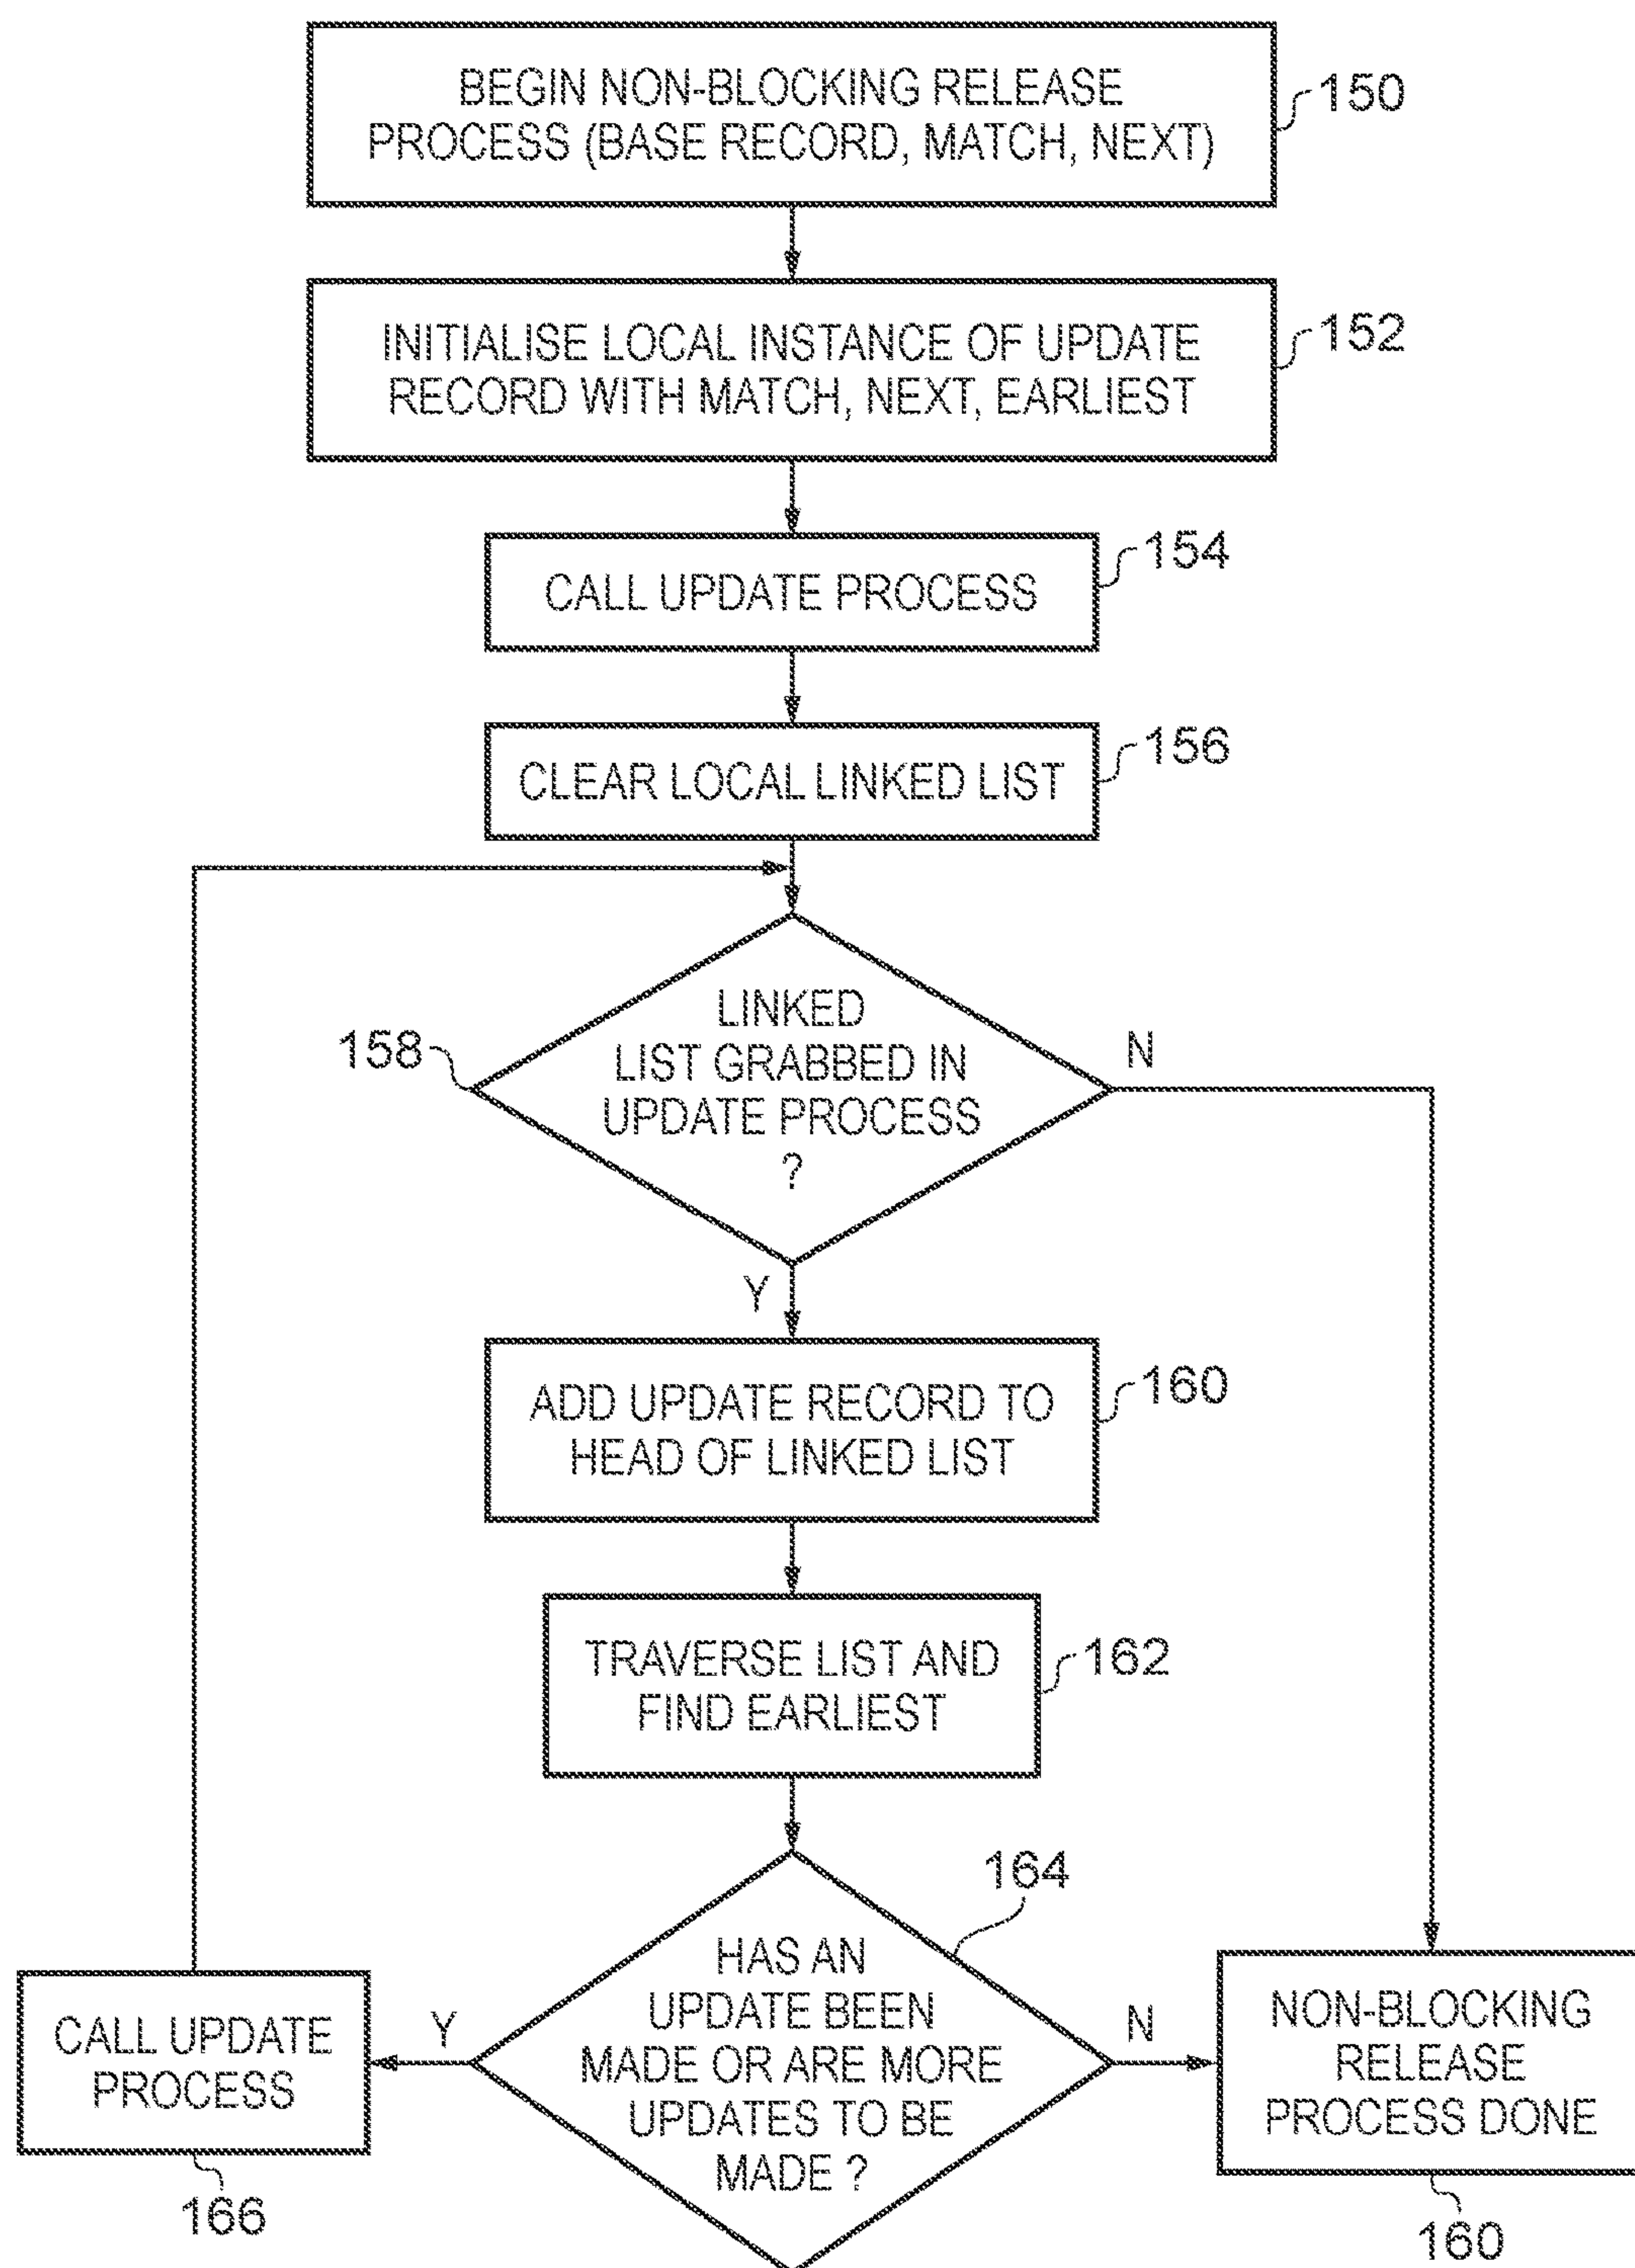 BEGIN NON-BLOCKING RELEASE
PROCESS (BASE RECORD, MATCH, NEXT)
150
INITIALISE LOCAL INSTANCE OF UPDATE
RECORD WITH MATCH, NEXT, EARLIEST
152
CALL UPDATE PROCESS
154
CLEAR LOCAL LINKED LIST
156
LINKED
LIST GRABBED IN
UPDATE PROCESS
?
158
N
Y
ADD UPDATE RECORD TO
HEAD OF LINKED LIST
160
TRAVERSE LIST AND
FIND EARLIEST
162
HAS AN
UPDATE BEEN
MADE OR ARE MORE
UPDATES TO BE
MADE ?
164
Y
N
CALL UPDATE
PROCESS
166
NON-BLOCKING
RELEASE
PROCESS DONE
160